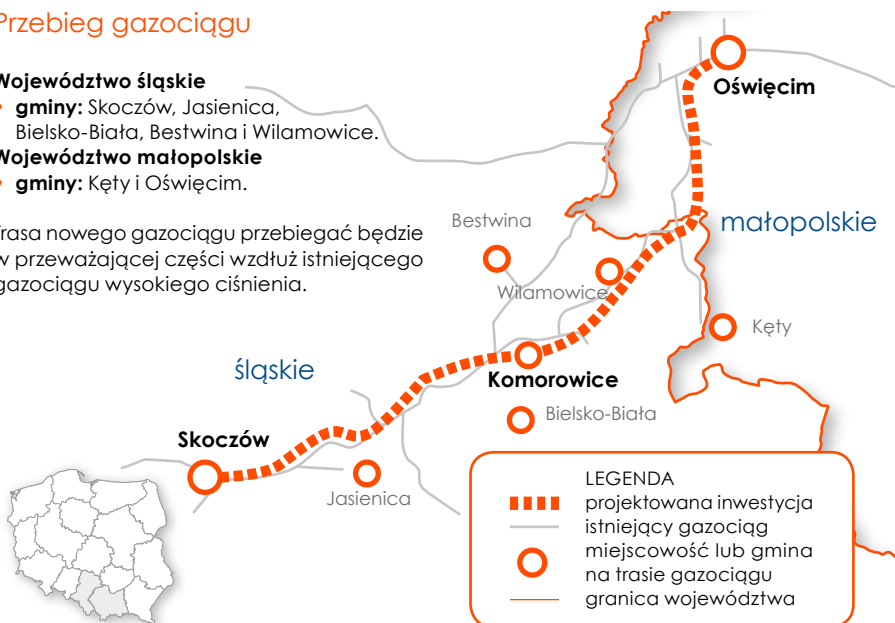 Przebieg gazociągu
Województwo śląskie
• gminy: Skoczów, Jasienica,
Bielsko-Biała, Bestwina i Wilamowice.
Województwo małopolskie
• gminy: Kęty i Oświęcim.
Trasa nowego gazociągu przebiegać będzie
w przeważającej części wzdłuż istniejącego
gazociągu wysokiego ciśnienia.
Oświęcim
Bestwina
małopolskie
Wilamowice
Kęty
śląskie
Komorowice
Bielsko-Biała
Skoczów
Jasienica
LEGENDA
projektowana inwestycja
istniejący gazociąg
miejscowość lub gmina
na trasie gazociągu
granica województwa